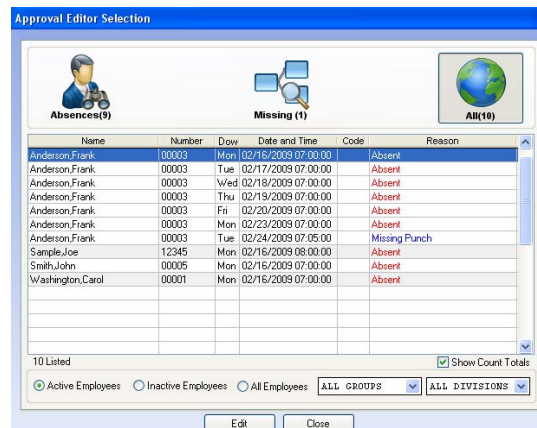 Approval Editor Selection
Absences(9) Missing (1) All(10)
Name Number Dow Date and Time Code Reason
Anderson,Frank 00003 Mon 02/16/2009 07:00:00 Absent
Anderson,Frank 00003 Tue 02/17/2009 07:00:00 Absent
Anderson,Frank 00003 Wed 02/18/2009 07:00:00 Absent
Anderson,Frank 00003 Thu 02/19/2009 07:00:00 Absent
Anderson,Frank 00003 Fri 02/20/2009 07:00:00 Absent
Anderson,Frank 00003 Mon 02/23/2009 07:00:00 Absent
Anderson,Frank 00003 Tue 02/24/2009 07:05:00 Missing Punch
Sample,Joe 12345 Mon 02/16/2009 08:00:00 Absent
Smith,John 00005 Mon 02/16/2009 07:00:00 Absent
Washington,Carol 00001 Mon 02/16/2009 07:00:00 Absent
10 Listed Show Count Totals
Active Employees Inactive Employees All Employees ALL GROUPS ALL DIVISIONS
Edit Close